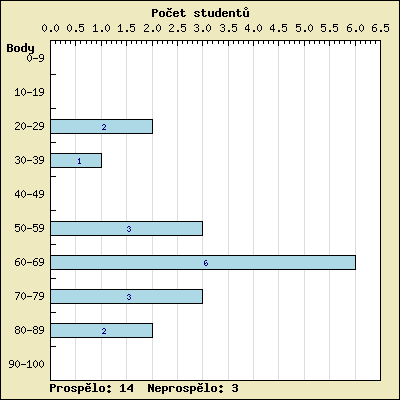 Počet studentů
0.0 0.5 1.0 1.5 2.0 2.5 3.0 3.5 4.0 4.5 5.0 5.5 6.0 6.5
Body
0-9
10-19
20-29 2
30-39 1
40-49
50-59 3
60-69 6
70-79 3
80-89 2
90-100
Prospělo: 14 Neprospělo: 3